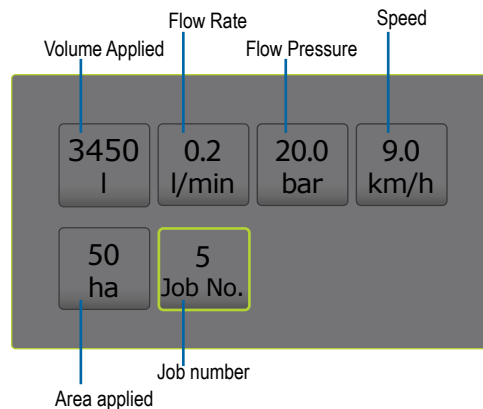 Flow Rate
Speed
Volume Applied
Flow Pressure
3450
l
0.2
l/min
20.0
bar
9.0
km/h
50
ha
5
Job No.
Job number
Area applied